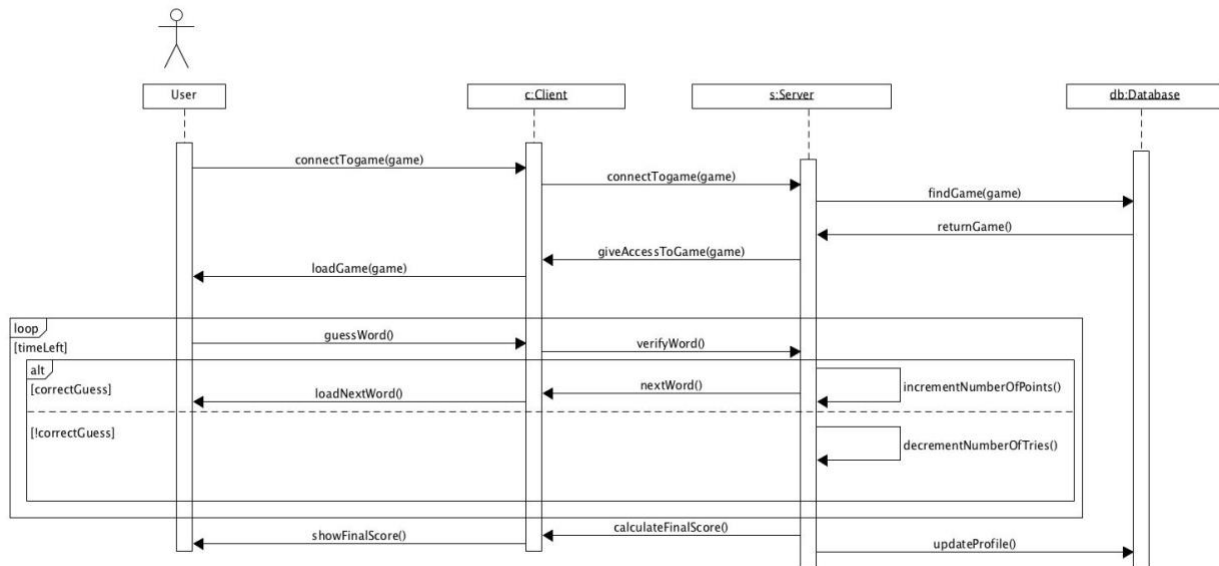 User
c:Client
s:Server
db:Database
connectTogame(game)
connectTogame(game)
findGame(game)
returnGame()
giveAccessToGame(game)
loadGame(game)
loop
[timeLeft]
guessWord()
verifyWord()
alt
[correctGuess]
incrementNumberOfPoints()
nextWord()
loadNextWord()
[!correctGuess]
decrementNumberOfTries()
calculateFinalScore()
showFinalScore()
updateProfile()